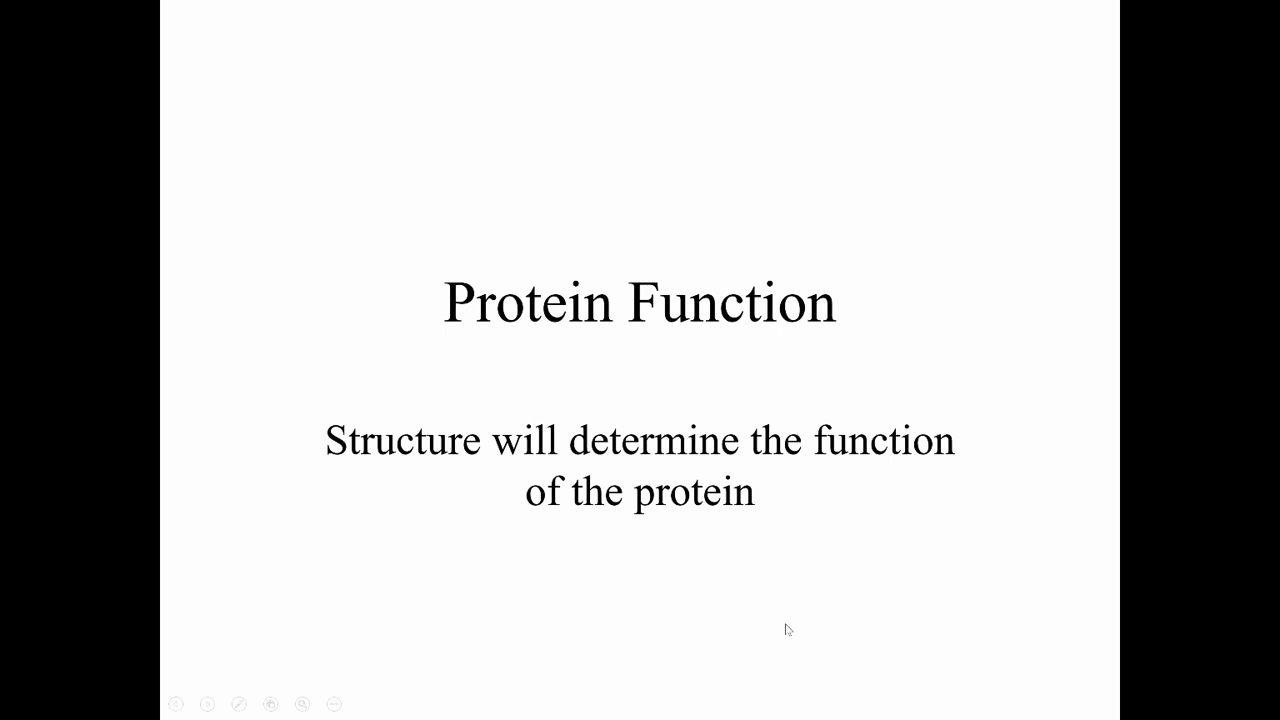 Protein Function
Structure will determine the function
of the protein